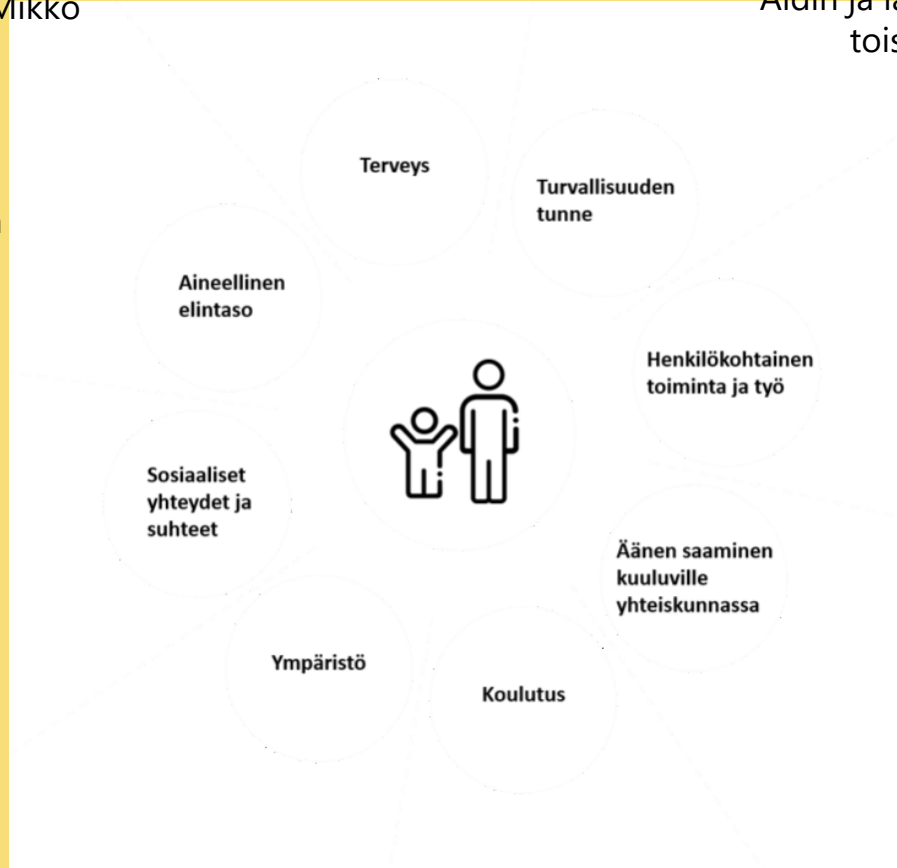 Mikko
tois
Terveys
Turvallisuuden
tunne
Aineellinen
elintaso
Henkilökohtainen
toiminta ja työ
Sosiaaliset
yhteydet ja
suhteet
Äänen saaminen
kuuluville
yhteiskunnassa
Ympäristö
Koulutus